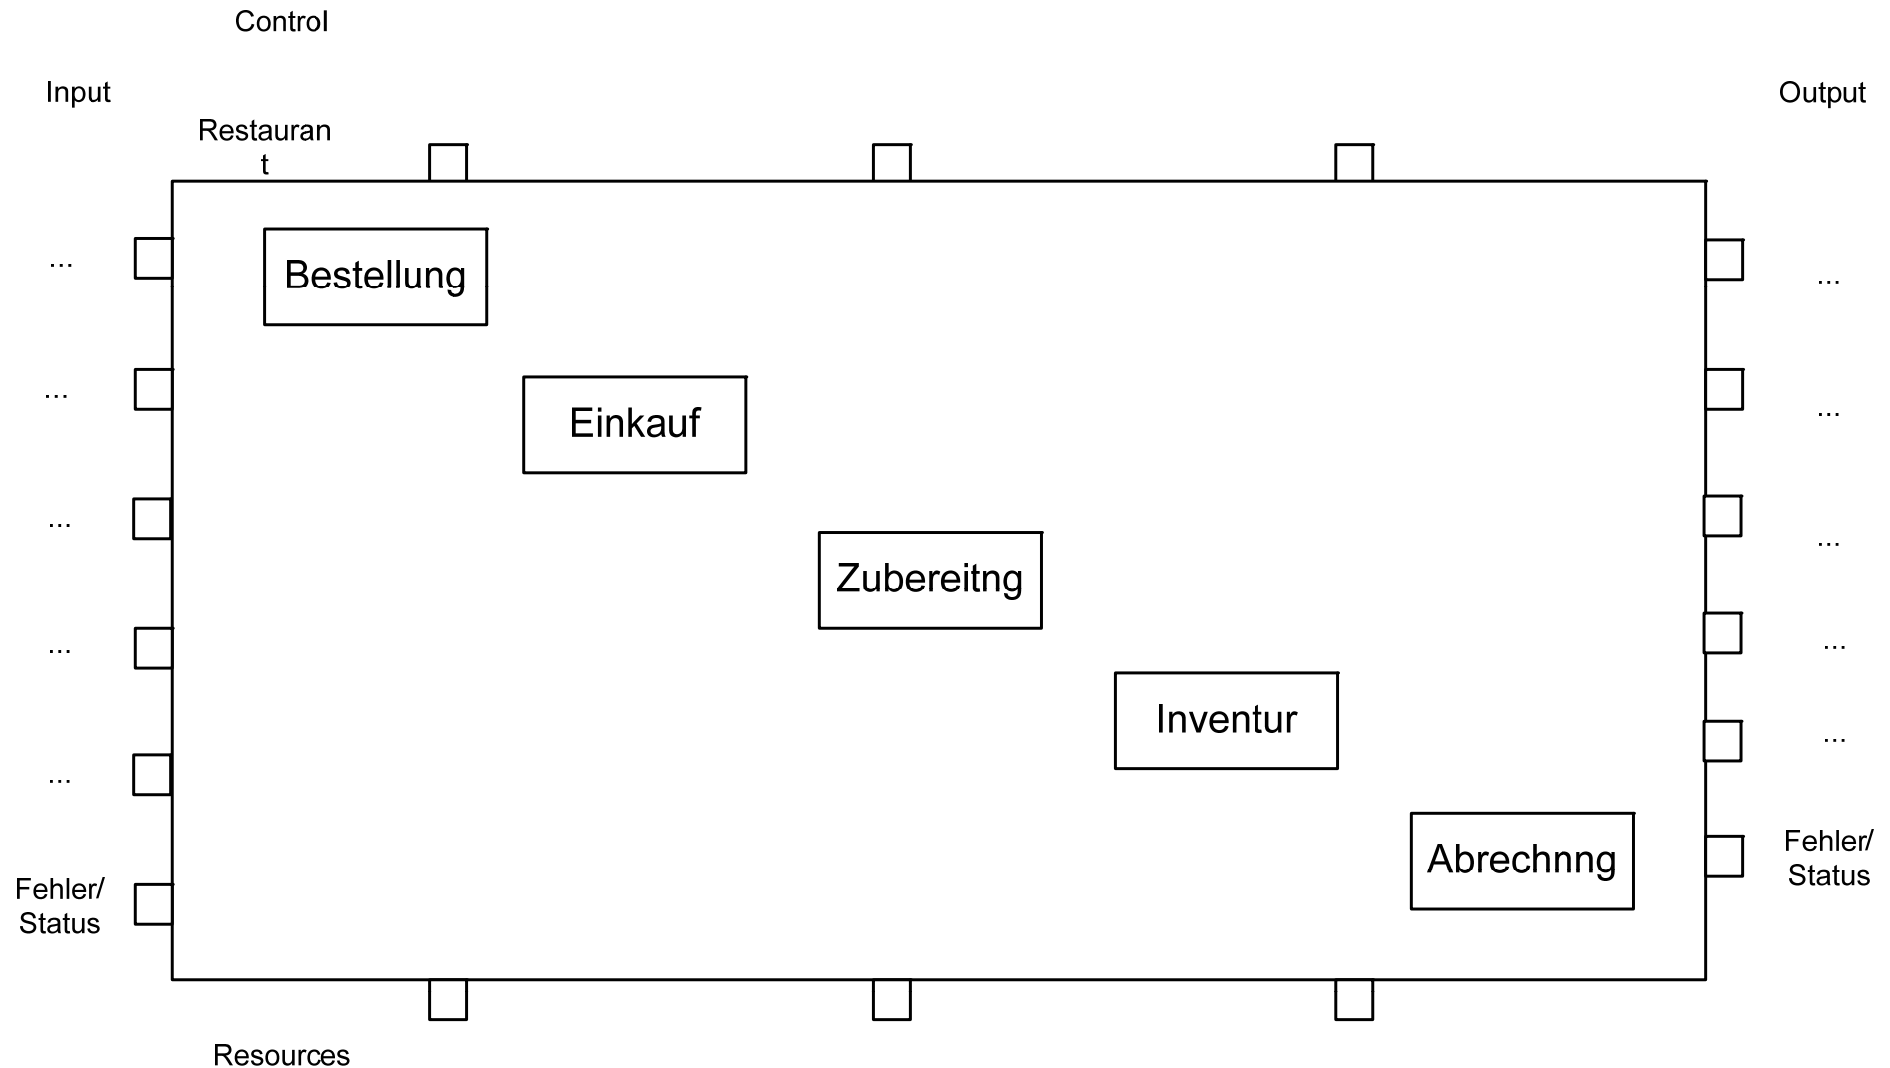 Control
Input
Output
Restauran
t
Bestellung
...
...
Einkauf
...
...
...
...
Zubereitng
...
...
Inventur
...
...
Abrechnng
Fehler/
Status
Fehler/
Status
Resources